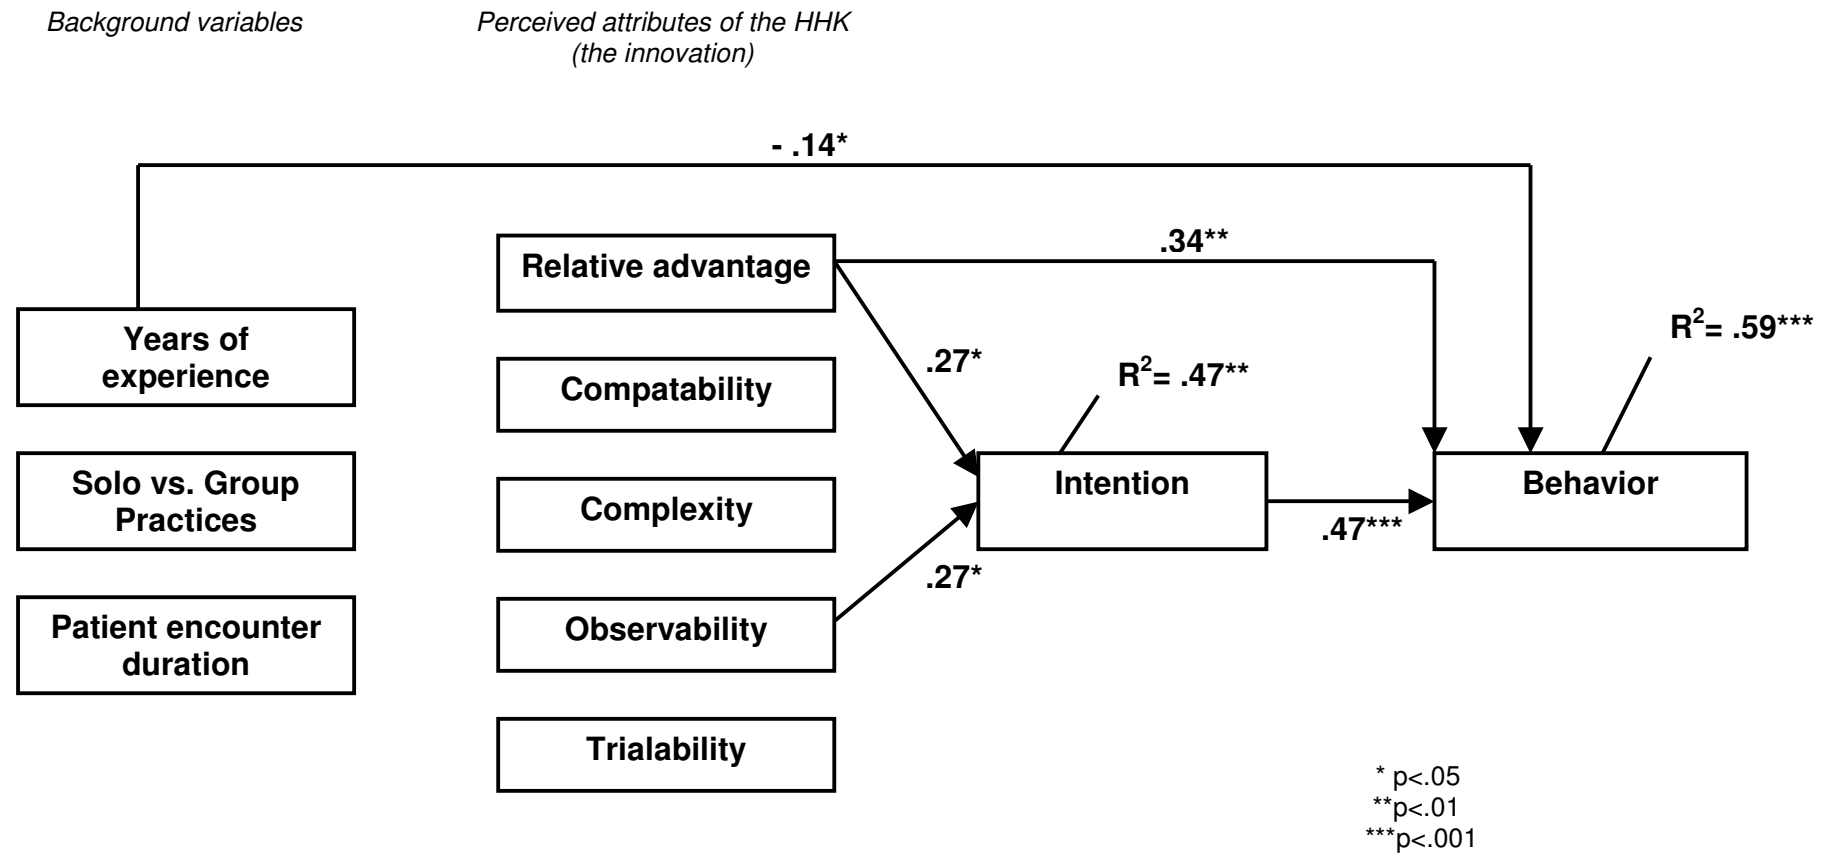 Background variables
Perceived attributes of the HHK
(the innovation)
- .14*
Relative advantage
.34**
Years of
experience
.27*
Compatability
R²= .47**
R²= .59***
Solo vs. Group
Practices
Complexity
Intention
.47***
Behavior
.27*
Patient encounter
duration
Observability
Trialability
* p<.05
**p<.01
***p<.001